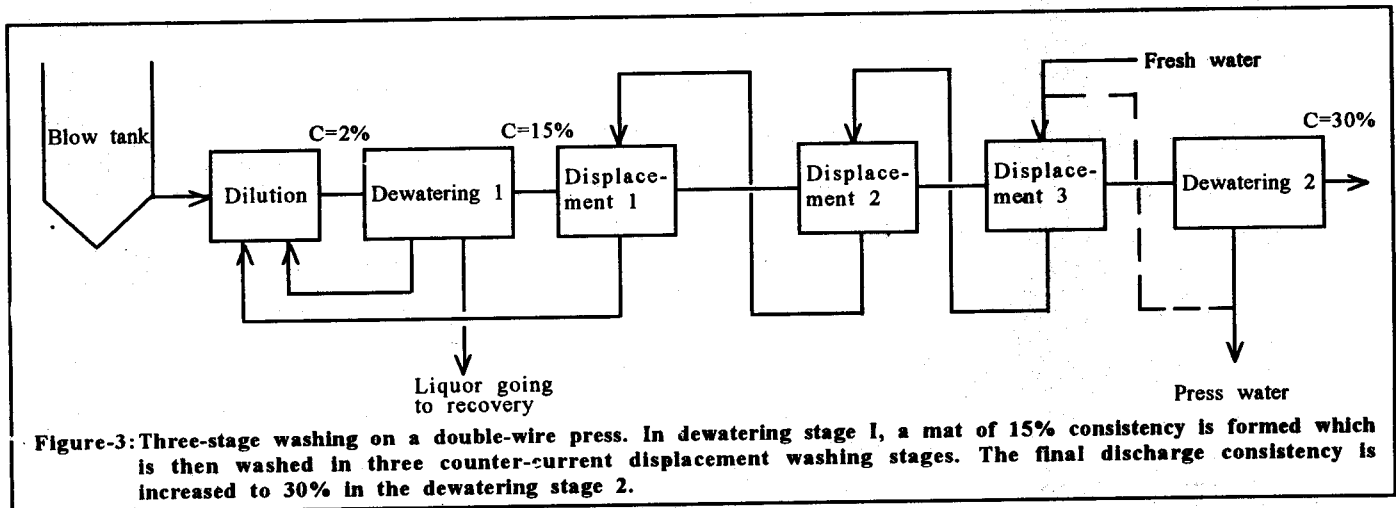 Fresh water
Blow tank
C=2%
C=15%
C=30%
Dilution
Dewatering 1
Displace-
ment 1
Displace-
ment 2
Displace-
ment 3
Dewatering 2
Liquor going
to recovery
Press water
Figure-3: Three-stage washing on a double-wire press. In dewatering stage I, a mat of 15% consistency is formed which
is then washed in three counter-current displacement washing stages. The final discharge consistency is
increased to 30% in the dewatering stage 2.